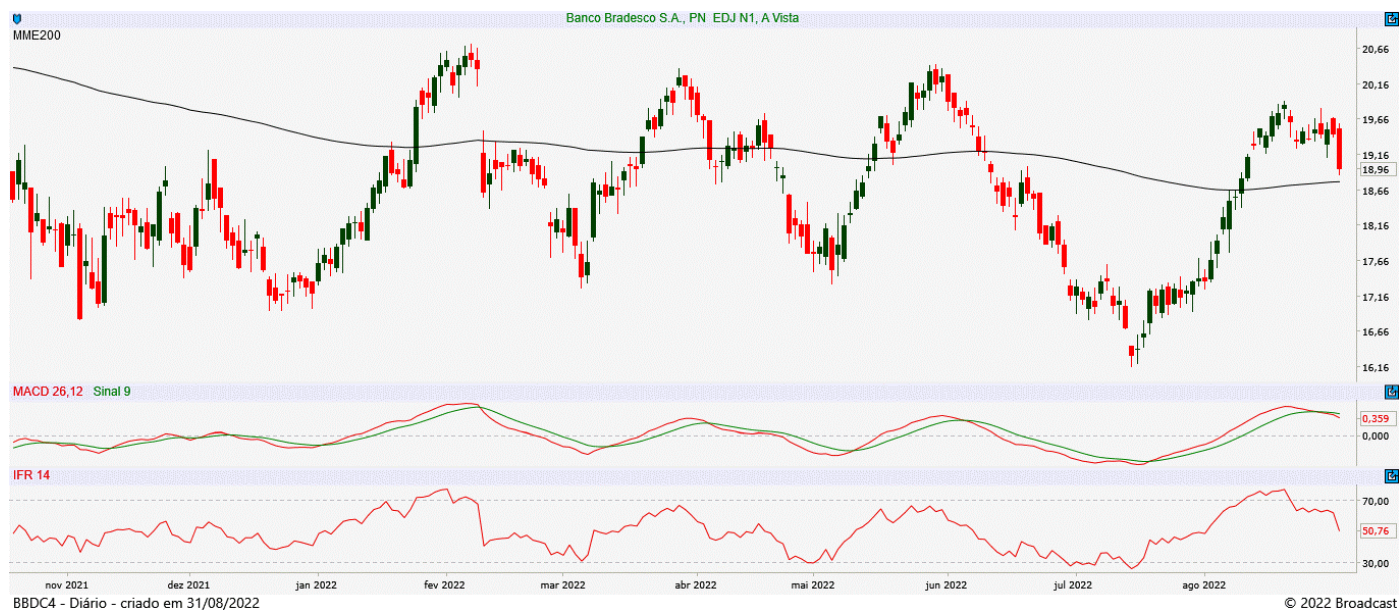 Banco Bradesco S.A., PN EDJ N1, A Vista
MME200
20,66
20,16
19,66
19,16
18,96
18,66
18,16
17,66
17,16
16,66
16,16
MACD 26,12 Sinal 9
0,359
0,000
IFR 14
70,00
50,76
30,00
nov 2021 dez 2021 jan 2022 fev 2022 mar 2022 abr 2022 mai 2022 jun 2022 jul 2022 ago 2022
BBDC4 - Diário - criado em 31/08/2022 © 2022 Broadcast